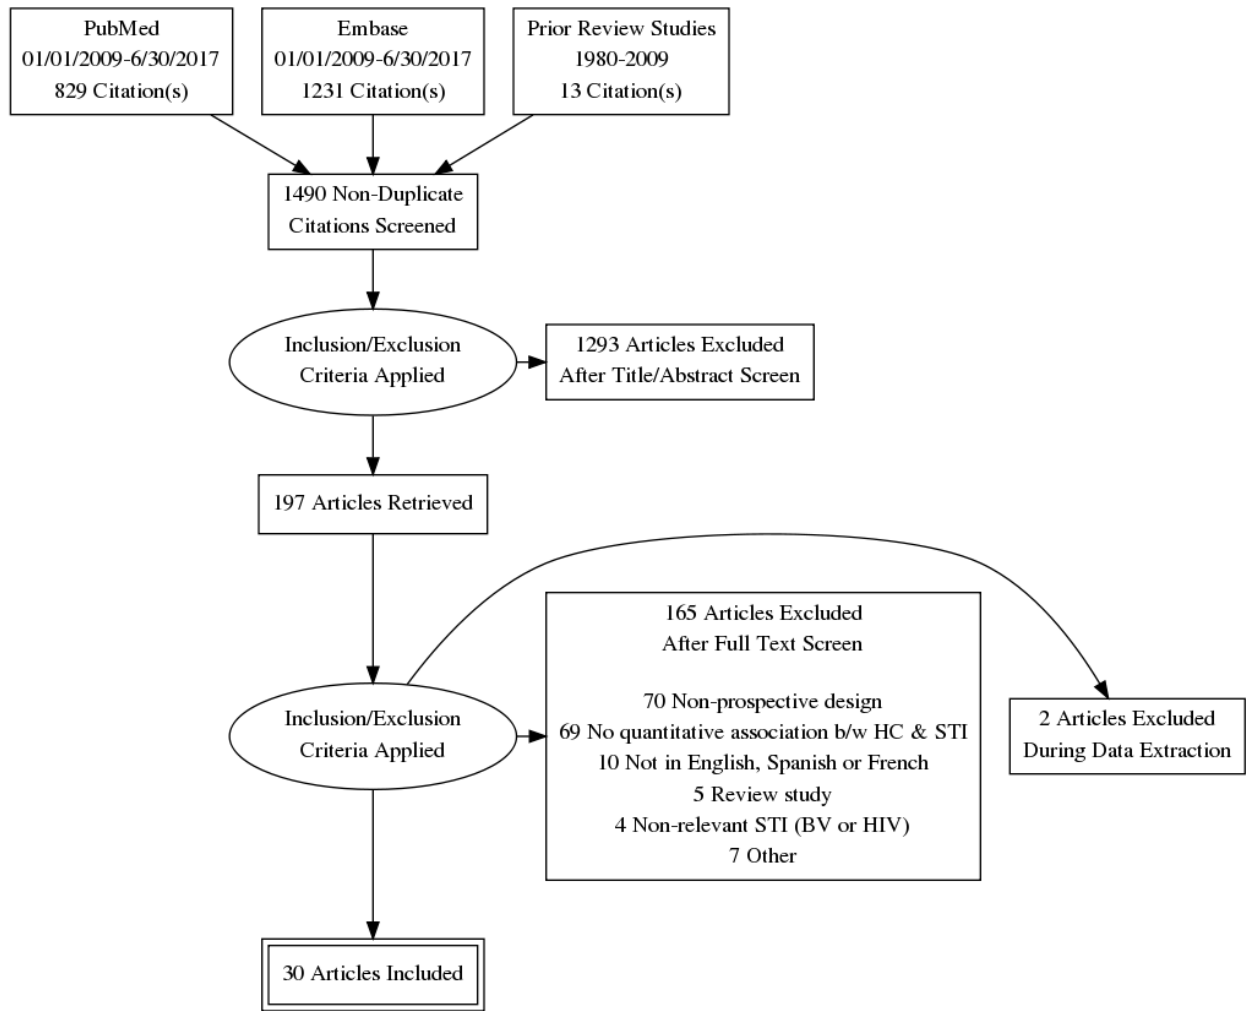 PubMed
01/01/2009-6/30/2017
829 Citation(s)
Embase
01/01/2009-6/30/2017
1231 Citation(s)
Prior Review Studies
1980-2009
13 Citation(s)
1490 Non-Duplicate
Citations Screened
Inclusion/Exclusion
Criteria Applied
1293 Articles Excluded
After Title/Abstract Screen
197 Articles Retrieved
Inclusion/Exclusion
Criteria Applied
165 Articles Excluded
After Full Text Screen
70 Non-prospective design
69 No quantitative association b/w HC & STI
10 Not in English, Spanish or French
5 Review study
4 Non-relevant STI (BV or HIV)
7 Other
2 Articles Excluded
During Data Extraction
30 Articles Included